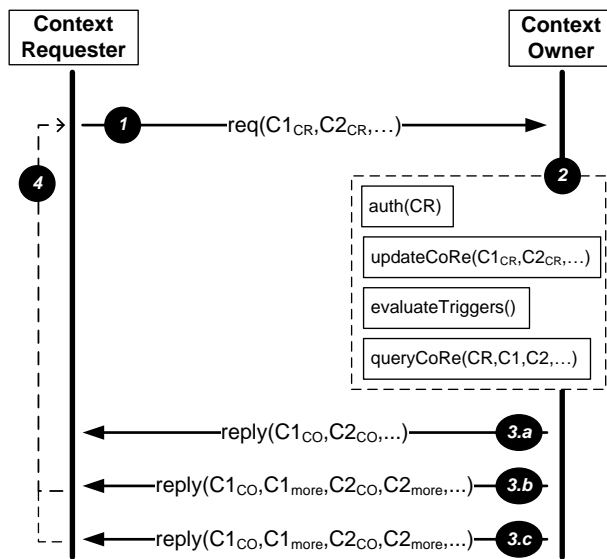 Context
Requester
Context
Owner
1
req(C1CR,C2CR,…)
4
2
auth(CR)
updateCoRe(C1CR,C2CR,…)
evaluateTriggers()
queryCoRe(CR,C1,C2,…)
reply(C1CO,C2CO,...)
3.a
reply(C1CO,C1more,C2CO,C2more,...)
3.b
reply(C1CO,C1more,C2CO,C2more,...)
3.c